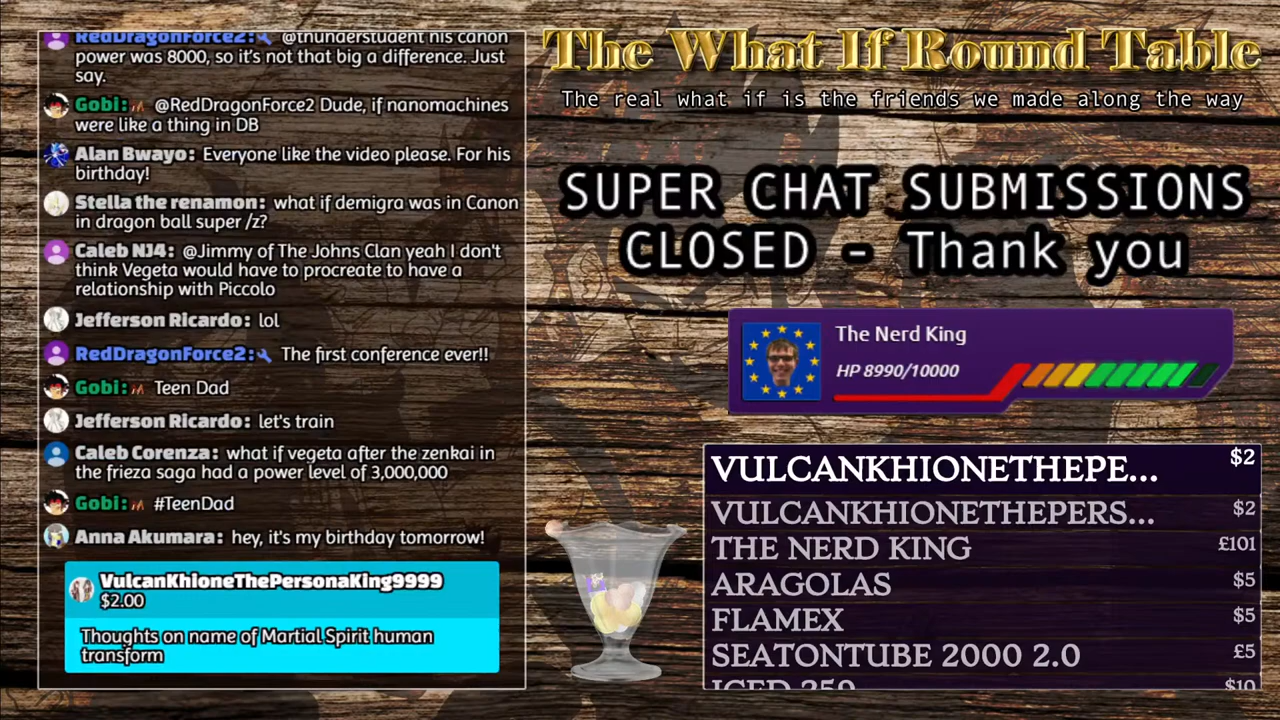 RedDragonForce2: @thunderstudent his canon
power was 8000, so it's not that big a difference. Just
say.
Gobi: @RedDragonForce2 Dude, if nanomachines
were like a thing in DB
Alan Bwayo: Everyone like the video please. For his
birthday!
Stella the renamon: what if demigra was in Canon
in dragon ball super /z?
Caleb NJ4: @Jimmy of The Johns Clan yeah I don't
think Vegeta would have to procreate to have a
relationship with Piccolo
Jefferson Ricardo: lol
RedDragonForce2: The first conference ever!!
Gobi: Teen Dad
Jefferson Ricardo: let's train
Caleb Corenza: what if vegeta after the zenkai in
the frieza saga had a power level of 3,000,000
Gobi: #TeenDad
Anna Akumara: hey, it's my birthday tomorrow!
VulcanKhioneThePersonaKing9999
$2.00
Thoughts on name of Martial Spirit human
transform
The What If Round Table
The real what if is the friends we made along the way
SUPER CHAT SUBMISSIONS
CLOSED - Thank you
The Nerd King
HP 8990/10000
VULCANKHIONETHEPE... $2
VULCANKHIONETHEPERS... $2
THE NERD KING £101
ARAGOLAS $5
FLAMEX $5
SEATONTUBE 2000 2.0 £5
ICED 259 $10